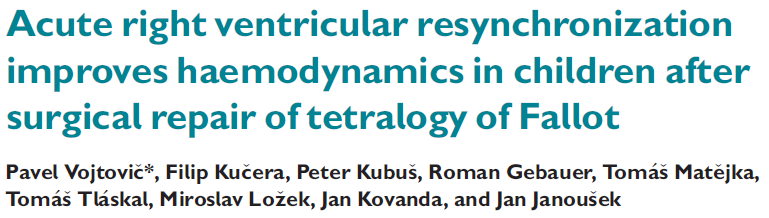 Acute right ventricular resynchronization
improves haemodynamics in children after
surgical repair of tetralogy of Fallot
Pavel Vojtovič*, Filip Kučera, Peter Kubuš, Roman Gebauer, Tomáš Matějka,
Tomáš Tláskal, Miroslav Ložek, Jan Kovanda, and Jan Janoušek